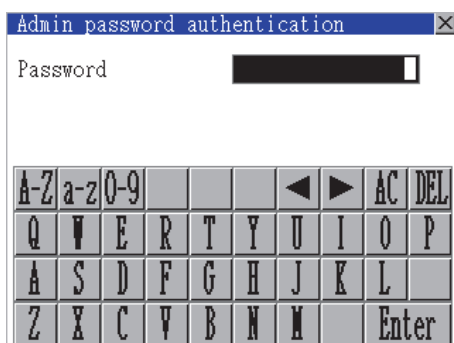 Admin password authentication
Password
A-Z a-z 0-9 ◀ ▶ AC DEL
Q W E R T Y U I O P
A S D F G H J K L
Z X C V B N M Enter